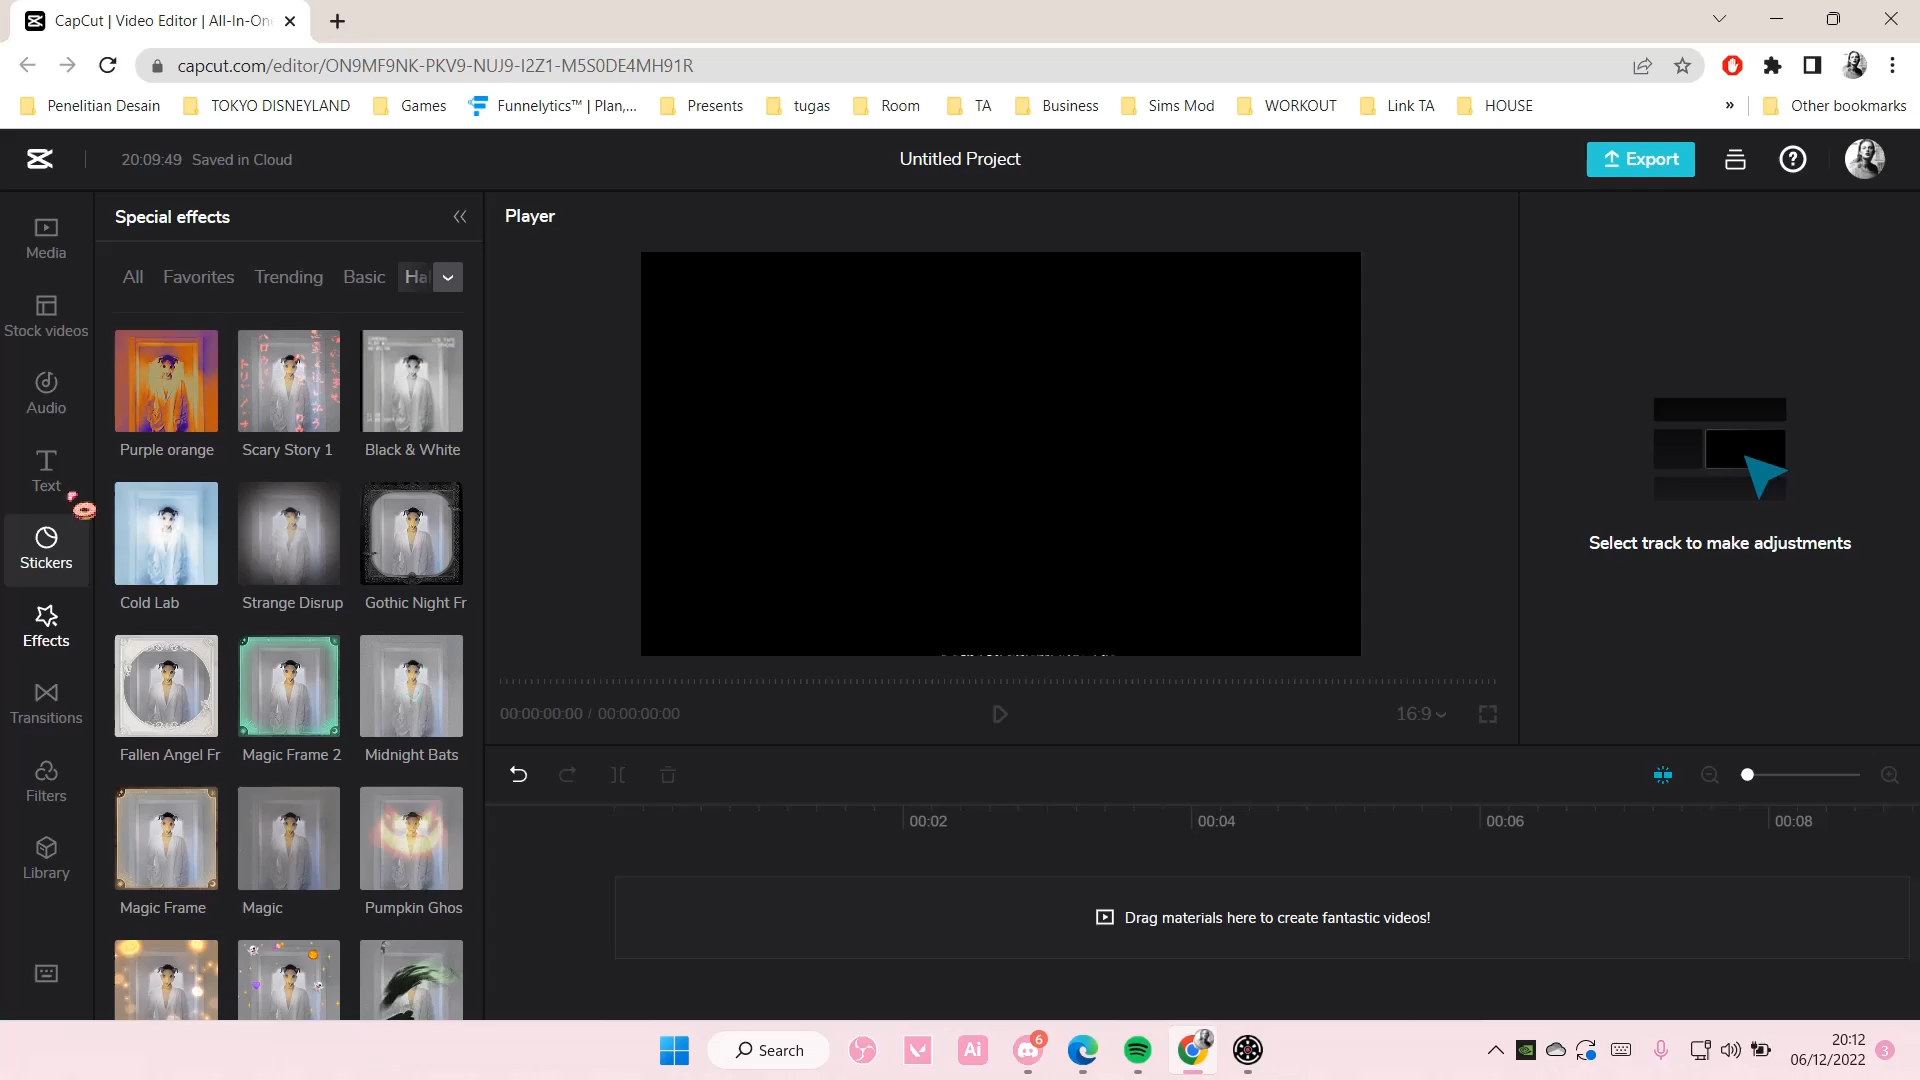 CapCut | Video Editor | All-In-On
capcut.com/editor/ON9MF9NK-PKV9-NUJ9-I2Z1-M5S0DE4MH91R
Penelitian Desain
TOKYO DISNEYLAND
Games
Funnelytics™ | Plan,...
Presents
tugas
Room
TA
Business
Sims Mod
WORKOUT
Link TA
HOUSE
»
Other bookmarks
20:09:49 Saved in Cloud
Untitled Project
Export
Media
Stock videos
Audio
Text
Stickers
Effects
Transitions
Filters
Library
Special effects
All Favorites Trending Basic Hal
Purple orange
Scary Story 1
Black & White
Cold Lab
Strange Disrup
Gothic Night Fr
Fallen Angel Fr
Magic Frame 2
Midnight Bats
Magic Frame
Magic
Pumpkin Ghos
Player
00:00:00:00 / 00:00:00:00
16:9
Select track to make adjustments
00:02
00:04
00:06
00:08
Drag materials here to create fantastic videos!
Search
Ai
6
20:12
06/12/2022
3